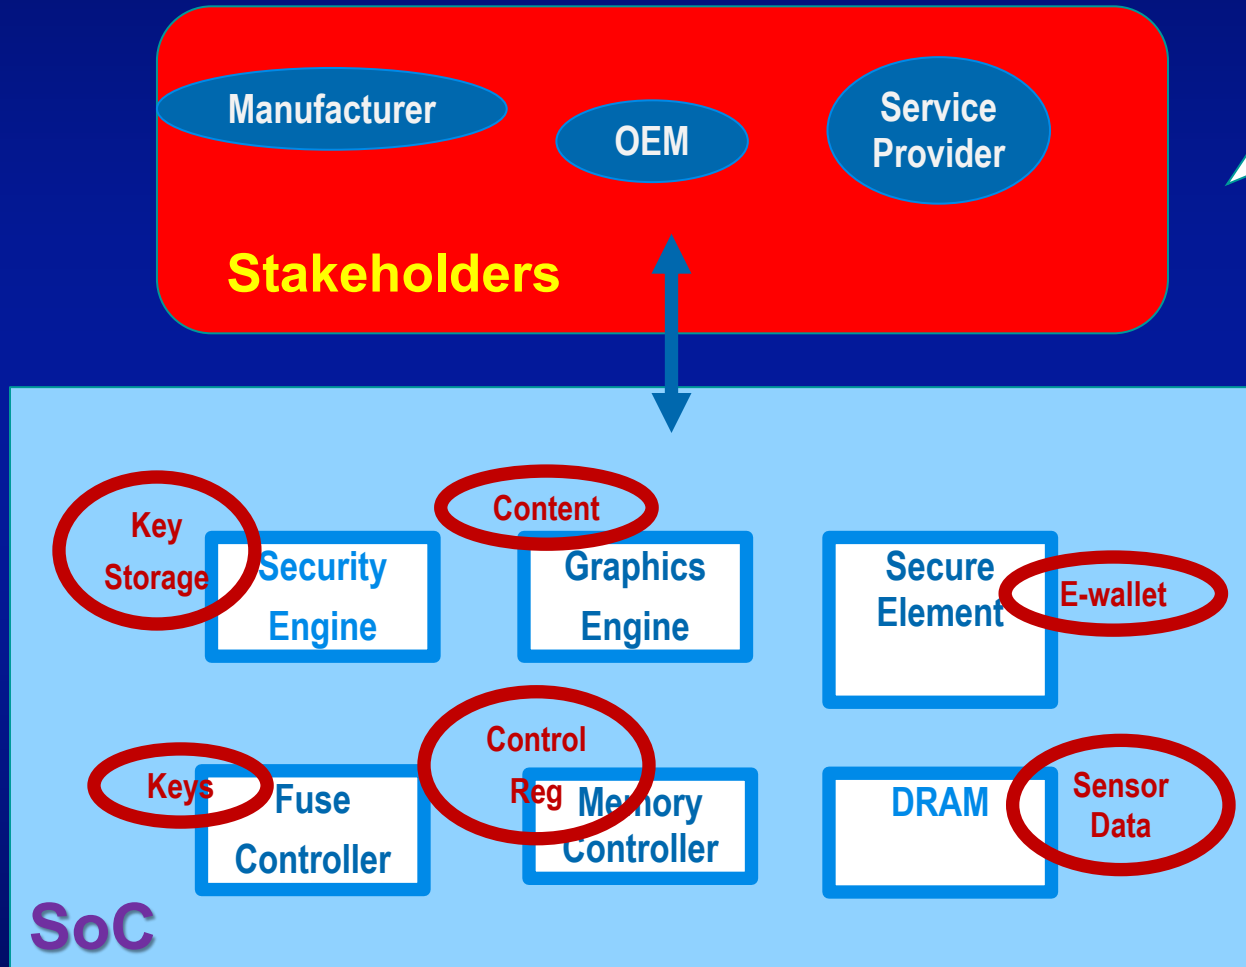 Manufacturer
OEM
Service
Provider
Stakeholders
Key
Storage
Security
Engine
Content
Graphics
Engine
Secure
Element
E-wallet
Keys
Fuse
Controller
Control
Reg
Memory
Controller
DRAM
Sensor
Data
SoC